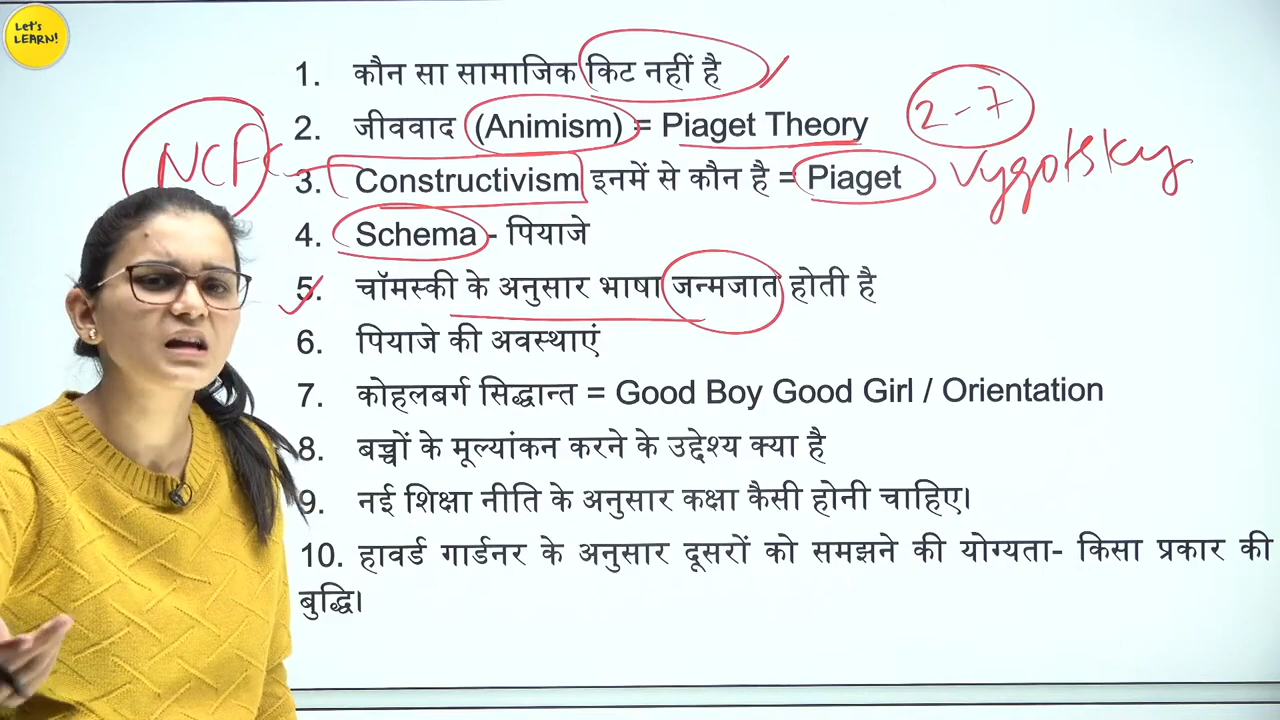 Let's
LEARN!
1. कौन सा सामाजिक किट नहीं है
2. जीववाद (Animism) = Piaget Theory 2-7
NCF
3. Constructivism इनमें से कौन है = Piaget Vygotsky
4. Schema - पियाजे
5. चॉमस्की के अनुसार भाषा जन्मजात होती है
6. पियाजे की अवस्थाएं
7. कोहलबर्ग सिद्धान्त = Good Boy Good Girl / Orientation
8. बच्चों के मूल्यांकन करने के उद्देश्य क्या है
9. नई शिक्षा नीति के अनुसार कक्षा कैसी होनी चाहिए।
10. हावर्ड गार्डनर के अनुसार दूसरों को समझने की योग्यता- किसा प्रकार की
बुद्धि।